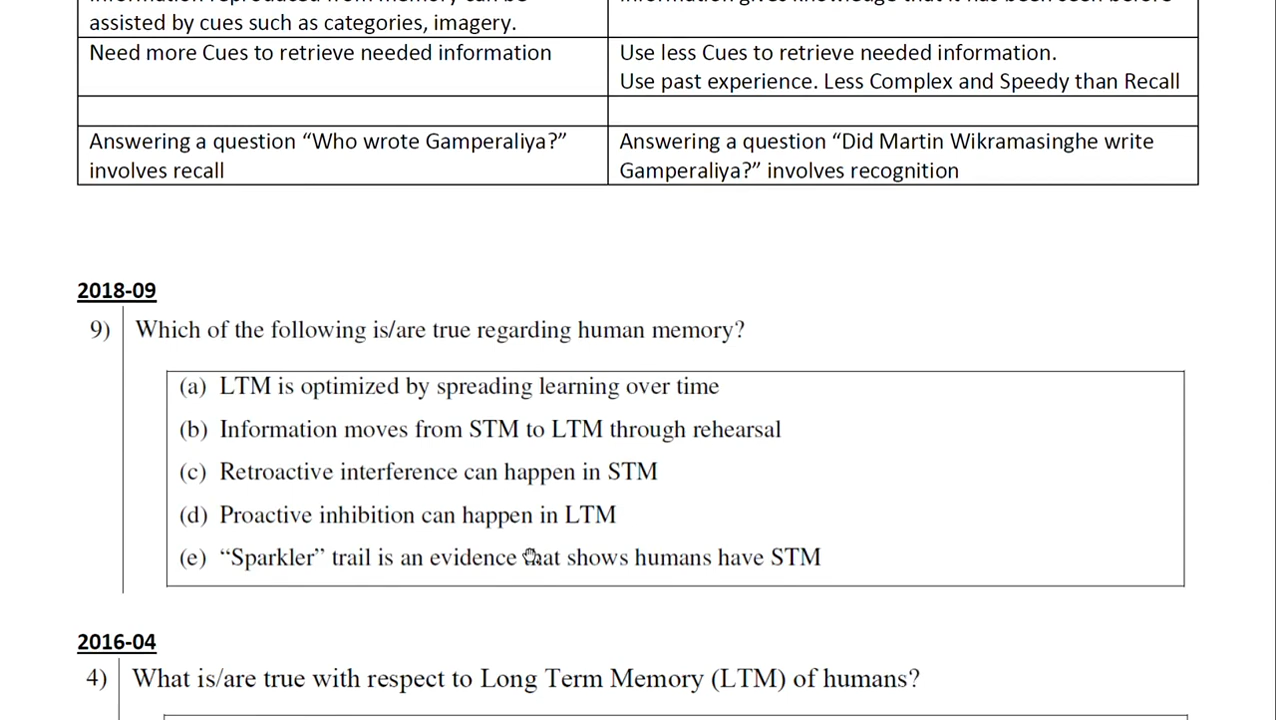 assisted by cues such as categories, imagery.
Need more Cues to retrieve needed information
Use less Cues to retrieve needed information.
Use past experience. Less Complex and Speedy than Recall
Answering a question “Who wrote Gamperaliya?”
involves recall
Answering a question “Did Martin Wikramasinghe write
Gamperaliya?” involves recognition
2018-09
9) Which of the following is/are true regarding human memory?
(a) LTM is optimized by spreading learning over time
(b) Information moves from STM to LTM through rehearsal
(c) Retroactive interference can happen in STM
(d) Proactive inhibition can happen in LTM
(e) “Sparkler” trail is an evidence that shows humans have STM
2016-04
4) What is/are true with respect to Long Term Memory (LTM) of humans?